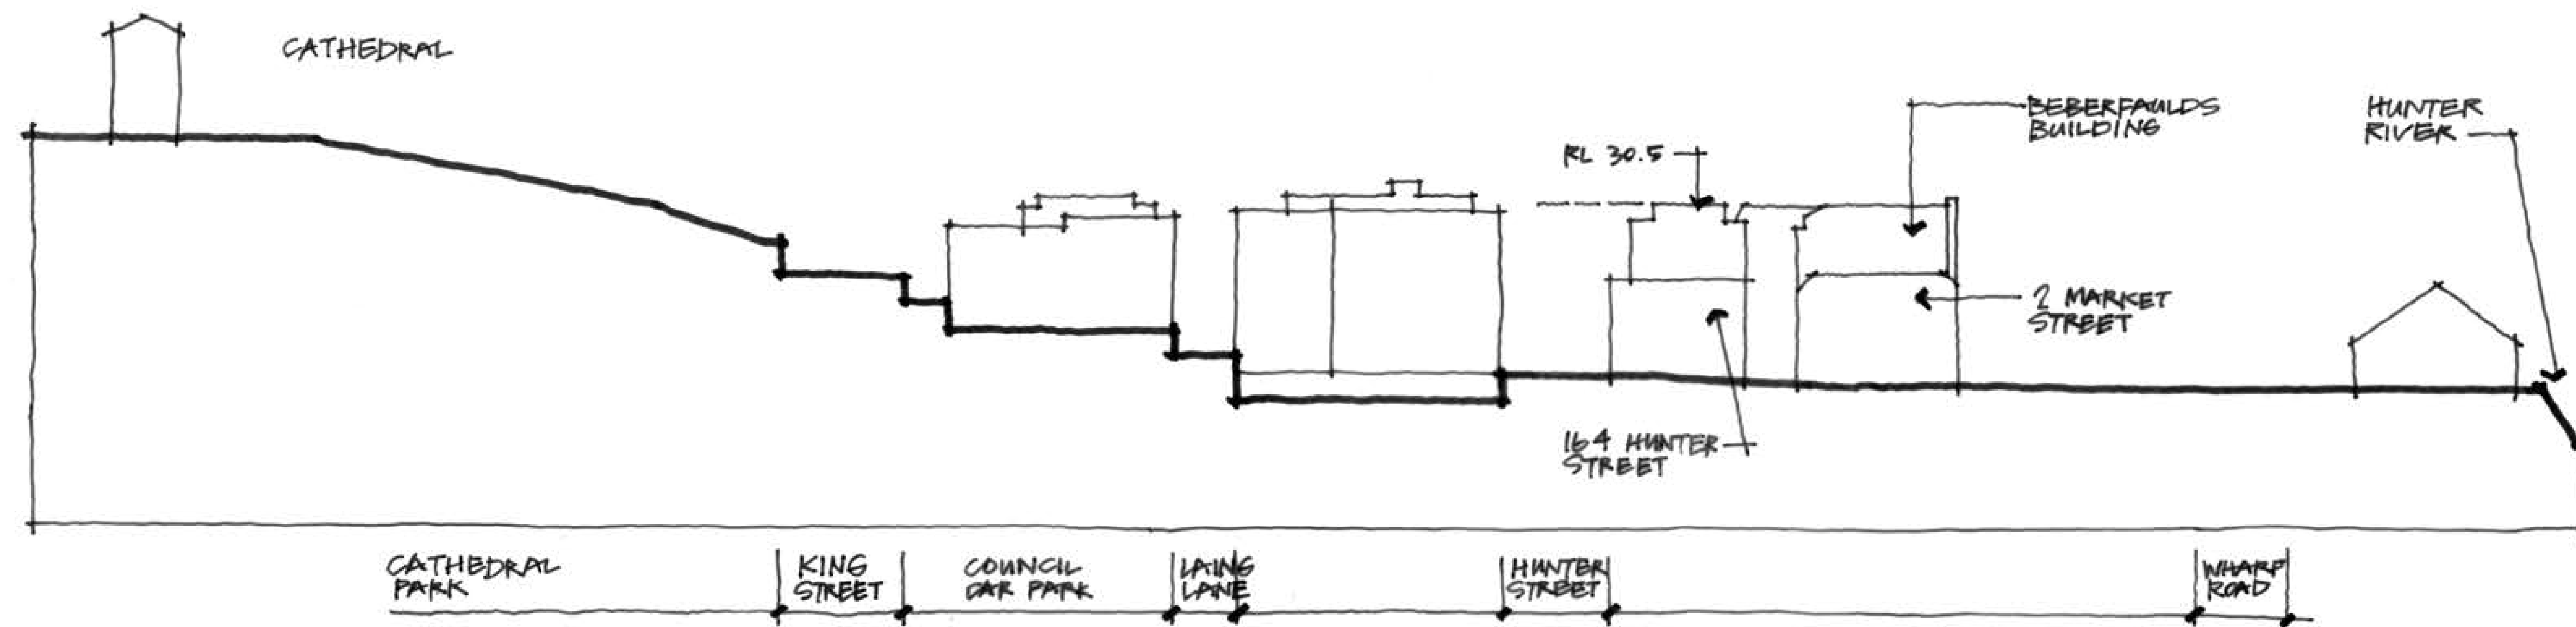 CATHEDRAL
BEBERFAULDS
BUILDING
HUNTER
RIVER
RL 30.5
2 MARKET
STREET
164 HUNTER
STREET
CATHEDRAL
PARK
KING
STREET
COUNCIL
CAR PARK
LAING
LANE
HUNTER
STREET
WHARF
ROAD